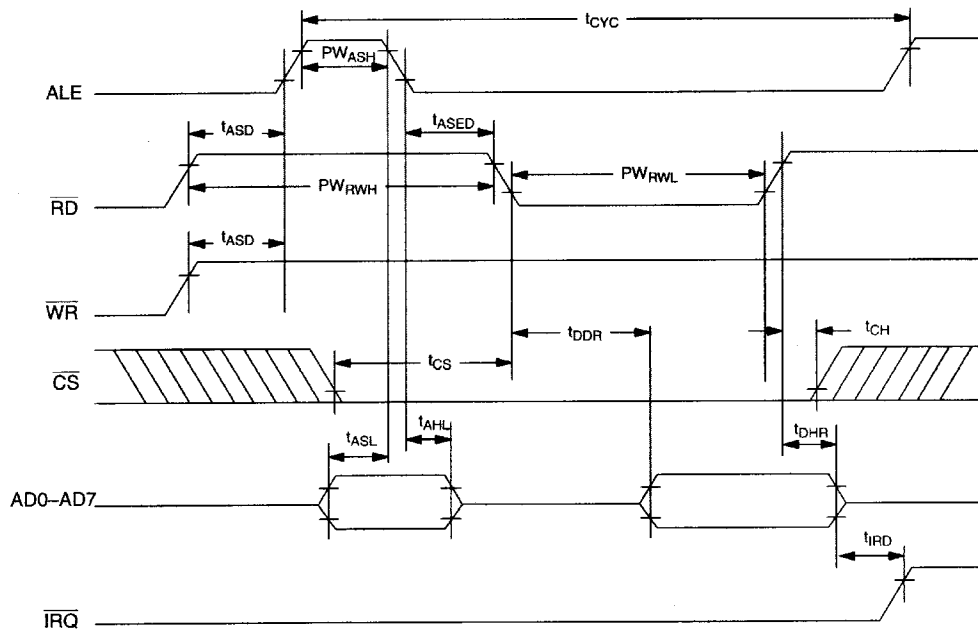 tCYC
PWASH
ALE
tASD
tASED
PWRWH
PWRWL
RD
tASD
WR
tDDR
tCH
tCS
CS
tASL
tAHL
tDHR
AD0–AD7
tIRD
IRQ